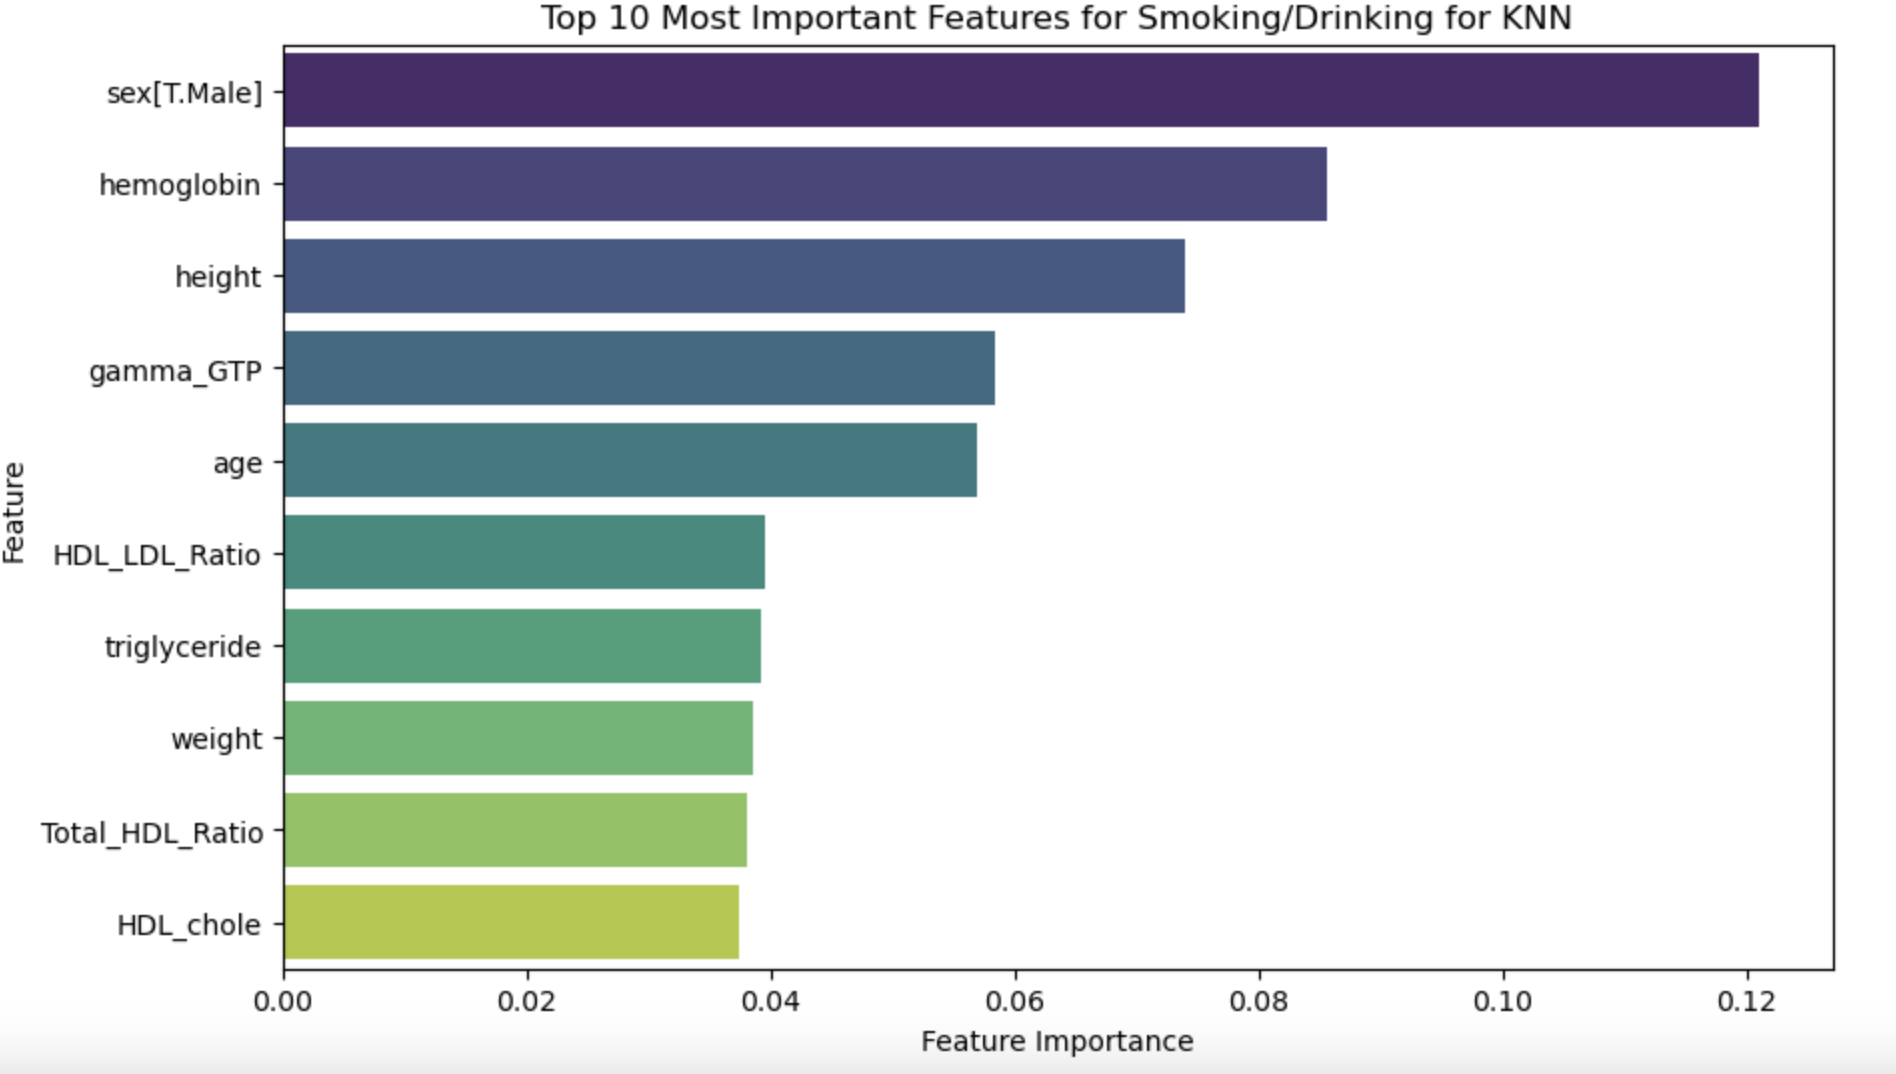 Top 10 Most Important Features for Smoking/Drinking for KNN
sex[T.Male]
hemoglobin
height
gamma_GTP
age
HDL_LDL_Ratio
triglyceride
weight
Total_HDL_Ratio
HDL_chole
Feature
0.00 0.02 0.04 0.06 0.08 0.10 0.12
Feature Importance